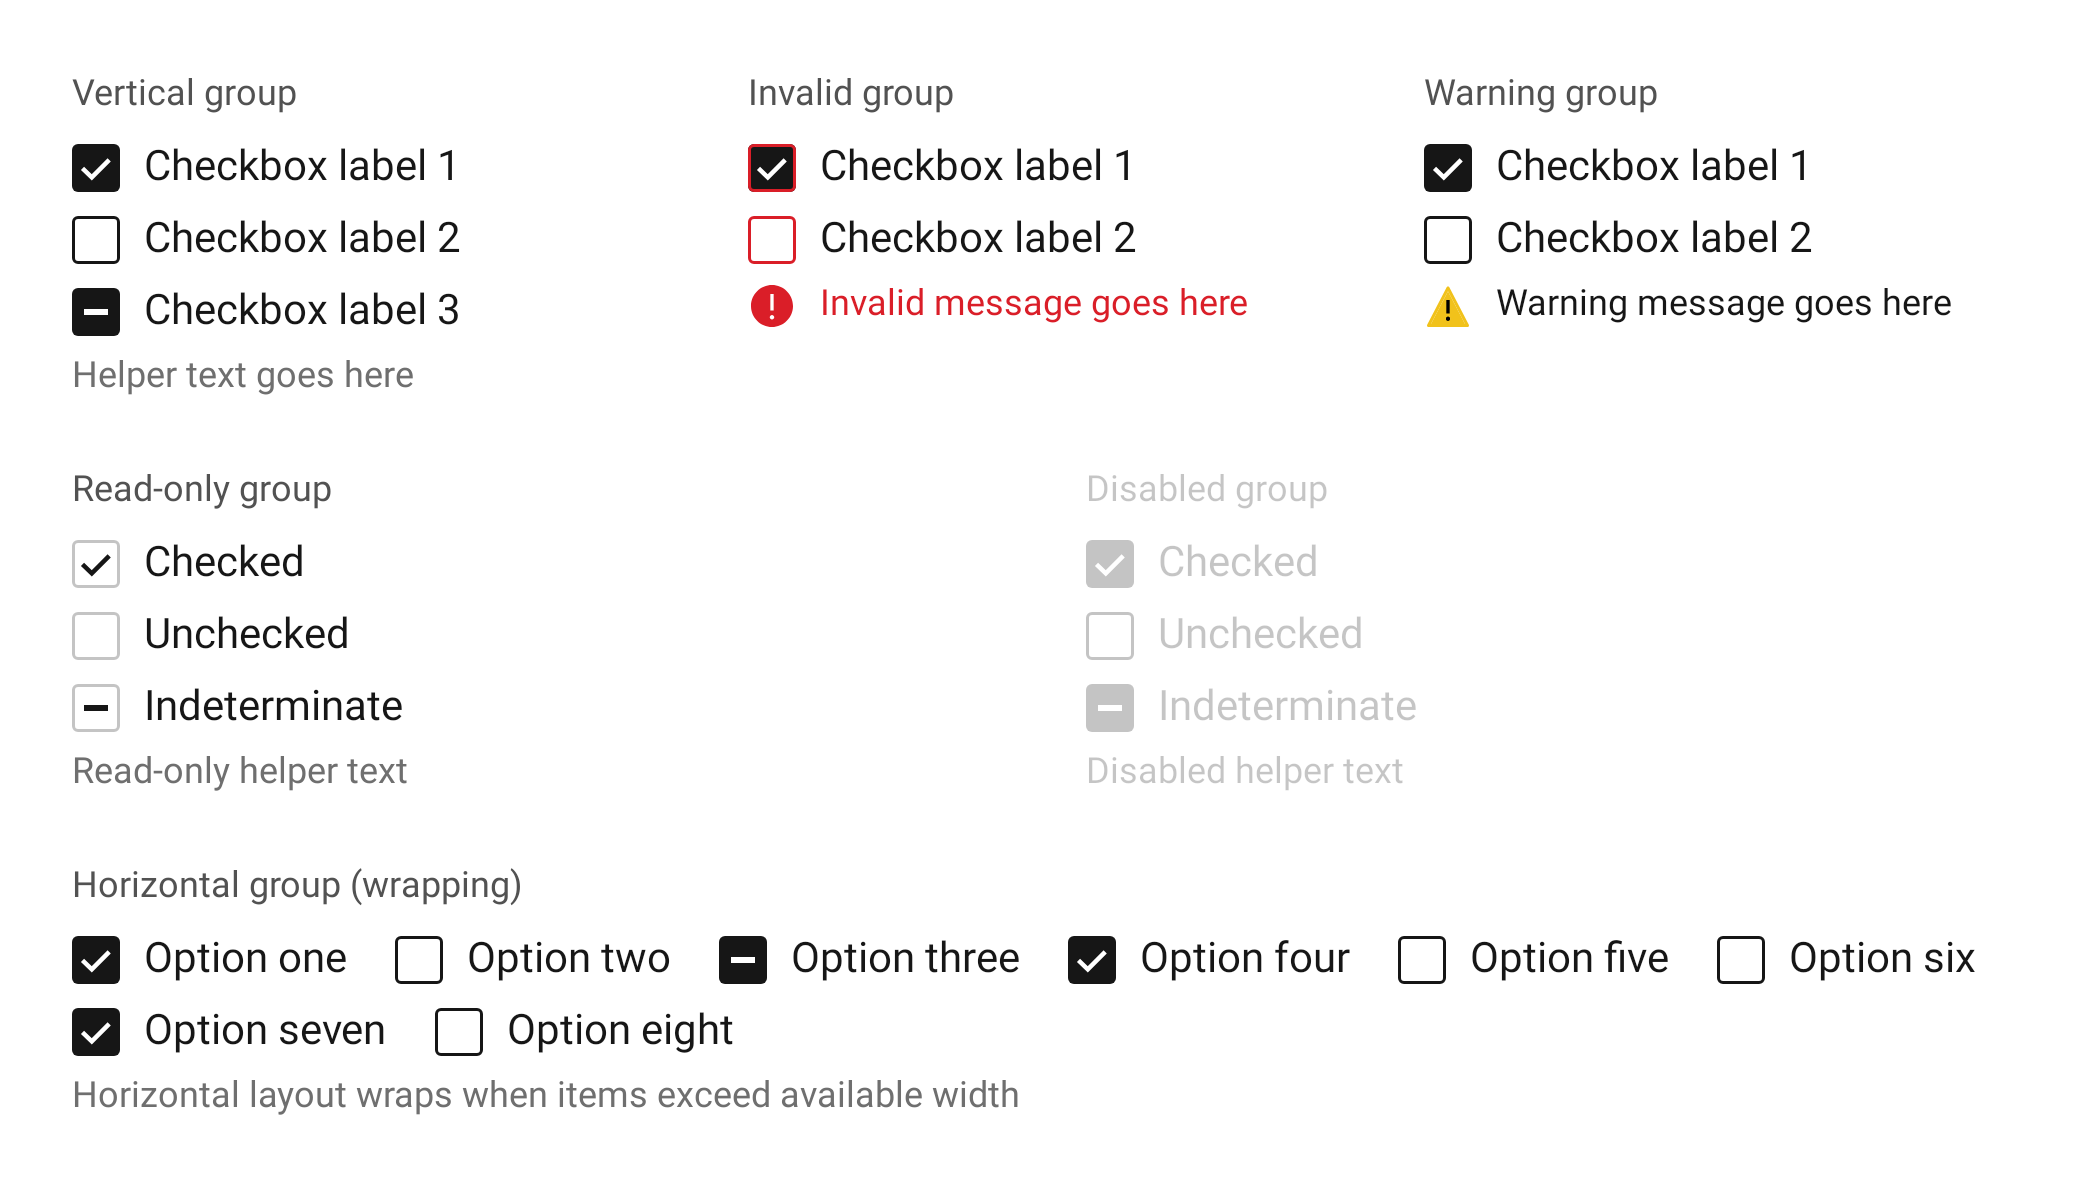 Vertical group
Checkbox label 1
Checkbox label 2
Checkbox label 3
Helper text goes here
Invalid group
Checkbox label 1
Checkbox label 2
Invalid message goes here
Warning group
Checkbox label 1
Checkbox label 2
Warning message goes here
Read-only group
Checked
Unchecked
Indeterminate
Read-only helper text
Disabled group
Checked
Unchecked
Indeterminate
Disabled helper text
Horizontal group (wrapping)
Option one Option two Option three Option four Option five Option six
Option seven Option eight
Horizontal layout wraps when items exceed available width